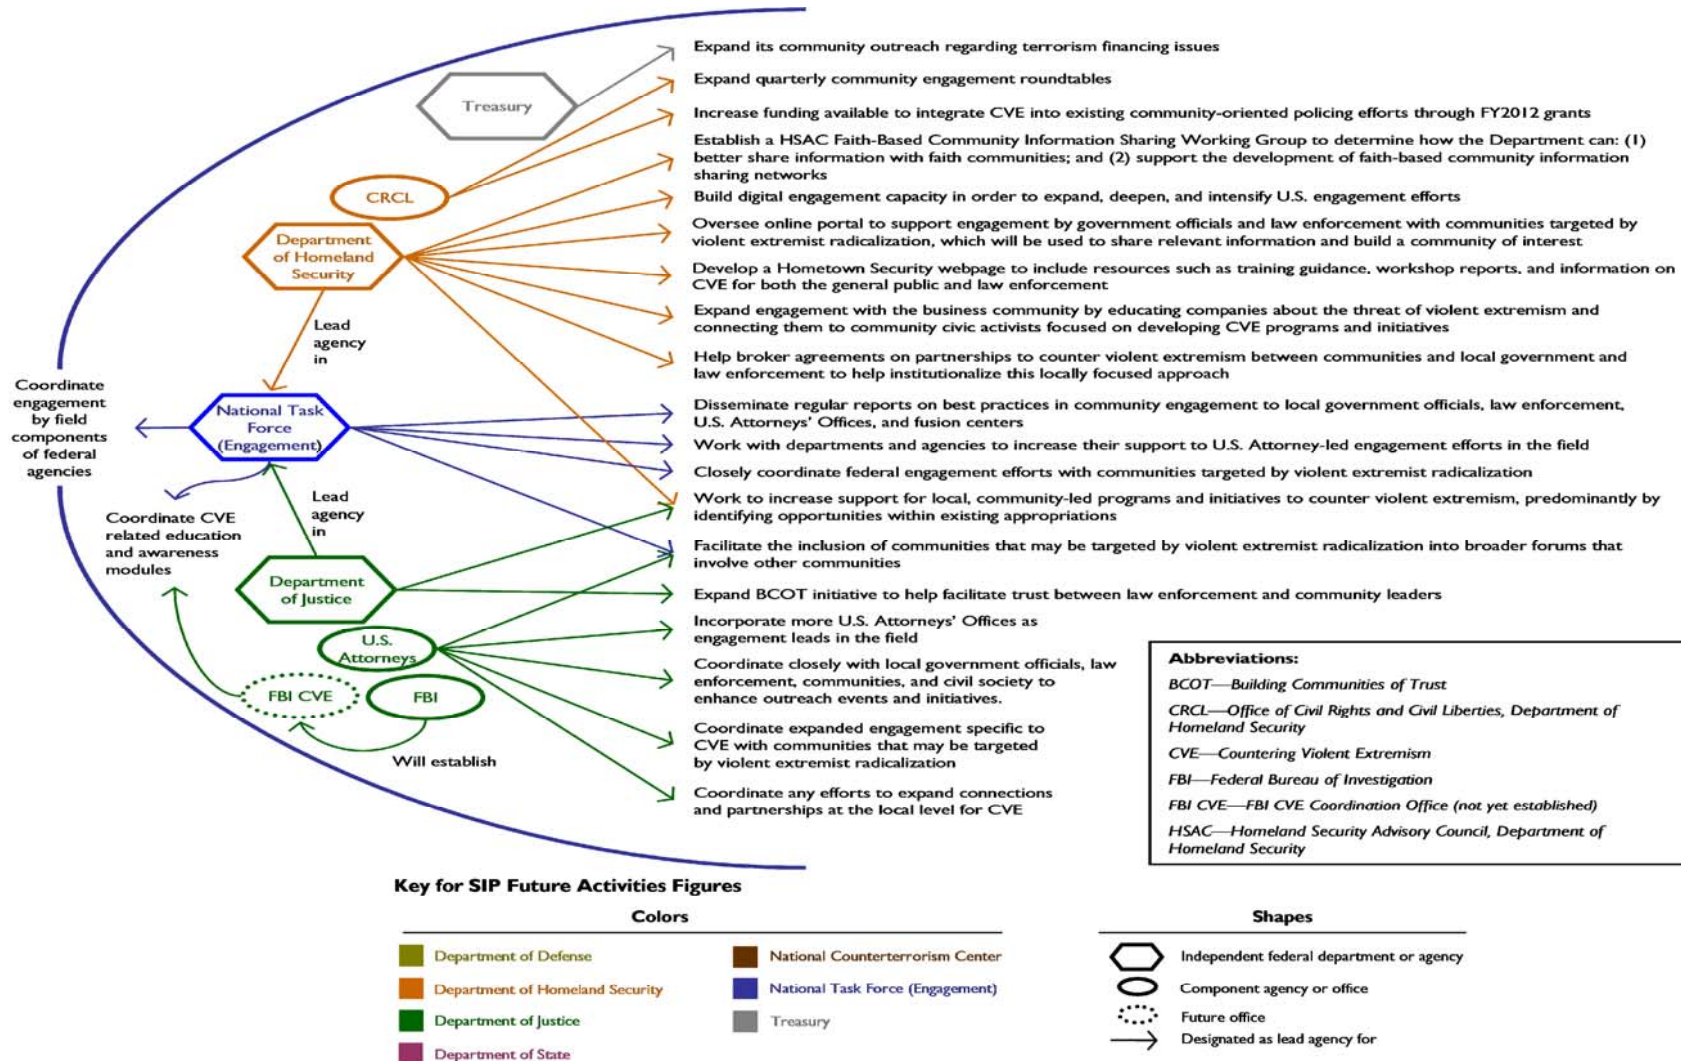 Expand its community outreach regarding terrorism financing issues
Expand quarterly community engagement roundtables
Treasury
Increase funding available to integrate CVE into existing community-oriented policing efforts through FY2012 grants
Establish a HSAC Faith-Based Community Information Sharing Working Group to determine how the Department can: (1)
better share information with faith communities; and (2) support the development of faith-based community information
sharing networks
CRCL
Build digital engagement capacity in order to expand, deepen, and intensify U.S. engagement efforts
Department
of Homeland
Security
Oversee online portal to support engagement by government officials and law enforcement with communities targeted by
violent extremist radicalization, which will be used to share relevant information and build a community of interest
Develop a Hometown Security webpage to include resources such as training guidance, workshop reports, and information on
CVE for both the general public and law enforcement
Expand engagement with the business community by educating companies about the threat of violent extremism and
connecting them to community civic activists focused on developing CVE programs and initiatives
Lead
agency
in
Help broker agreements on partnerships to counter violent extremism between communities and local government and
law enforcement to help institutionalize this locally focused approach
Coordinate
engagement
by field
components
of federal
agencies
National Task
Force
(Engagement)
Disseminate regular reports on best practices in community engagement to local government officials, law enforcement,
U.S. Attorneys' Offices, and fusion centers
Work with departments and agencies to increase their support to U.S. Attorney-led engagement efforts in the field
Closely coordinate federal engagement efforts with communities targeted by violent extremist radicalization
Lead
agency
in
Work to increase support for local, community-led programs and initiatives to counter violent extremism, predominantly by
identifying opportunities within existing appropriations
Coordinate CVE
related education
and awareness
modules
Facilitate the inclusion of communities that may be targeted by violent extremist radicalization into broader forums that
involve other communities
Department
of Justice
Expand BCOT initiative to help facilitate trust between law enforcement and community leaders
Incorporate more U.S. Attorneys' Offices as
engagement leads in the field
U.S.
Attorneys
Coordinate closely with local government officials, law
enforcement, communities, and civil society to
enhance outreach events and initiatives.
FBI CVE
FBI
Coordinate expanded engagement specific to
CVE with communities that may be targeted
by violent extremist radicalization
Will establish
Coordinate any efforts to expand connections
and partnerships at the local level for CVE
Abbreviations:
BCOT—Building Communities of Trust
CRCL—Office of Civil Rights and Civil Liberties, Department of
Homeland Security
CVE—Countering Violent Extremism
FBI—Federal Bureau of Investigation
FBI CVE—FBI CVE Coordination Office (not yet established)
HSAC—Homeland Security Advisory Council, Department of
Homeland Security
Key for SIP Future Activities Figures
Colors
Department of Defense
Department of Homeland Security
Department of Justice
Department of State
National Counterterrorism Center
National Task Force (Engagement)
Treasury
Shapes
Independent federal department or agency
Component agency or office
Future office
Designated as lead agency for